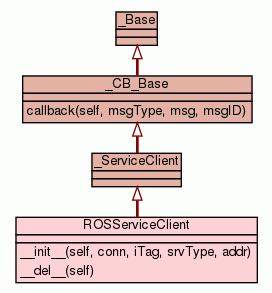 _Base
_CB_Base
callback(self, msgType, msg, msgID)
_ServiceClient
ROSServiceClient
__init__(self, conn, iTag, srvType, addr)
__del__(self)